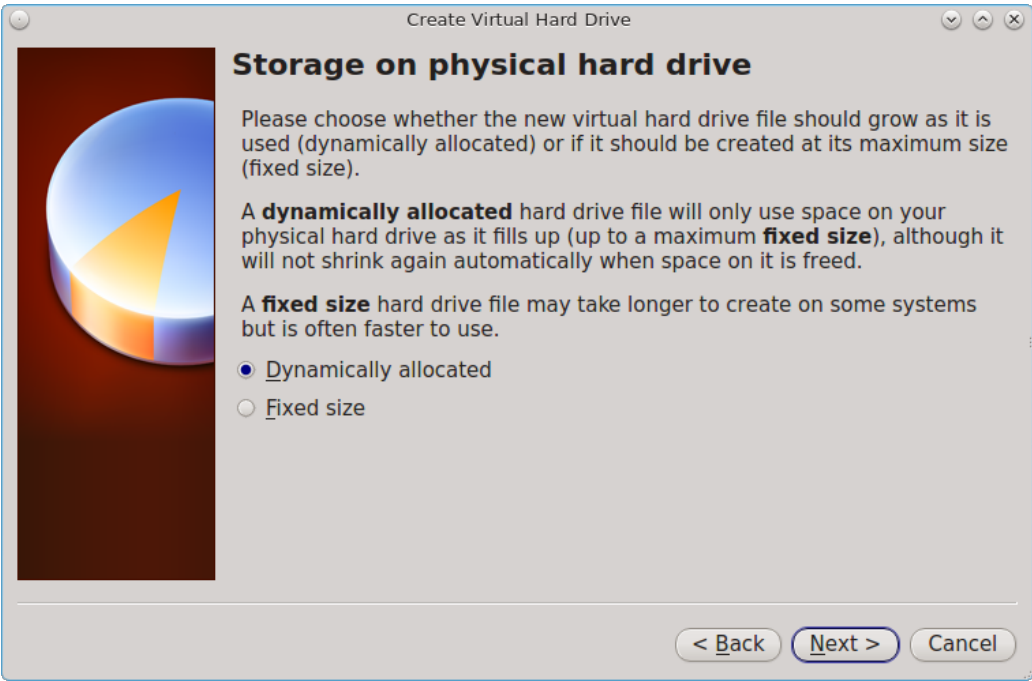 Create Virtual Hard Drive
Storage on physical hard drive
Please choose whether the new virtual hard drive file should grow as it is
used (dynamically allocated) or if it should be created at its maximum size
(fixed size).
A dynamically allocated hard drive file will only use space on your
physical hard drive as it fills up (up to a maximum fixed size), although it
will not shrink again automatically when space on it is freed.
A fixed size hard drive file may take longer to create on some systems
but is often faster to use.
Dynamically allocated
Fixed size
< Back Next > Cancel